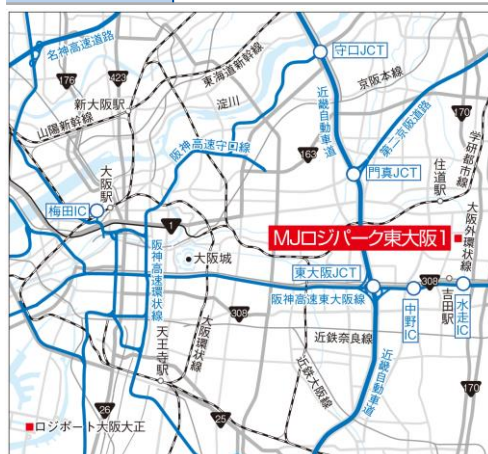 名神高速道路
176
423
新大阪駅
山陽新幹線
東海道新幹線
淀川
守口JCT
京阪本線
近畿自動車道
第二京阪道路
170
学研都市線
住道駅
阪神高速守口線
163
門真JCT
大阪駅
梅田IC
1
大阪城
阪神高速環状線
MJロジパーク東大阪1
大阪外環状線
東大阪JCT
阪神高速東大阪線
308
吉田駅
中野IC
水走IC
308
天王寺駅
大阪環状線
近鉄奈良線
近鉄大阪線
近畿自動車道
170
26
25
ロジポート大阪大正